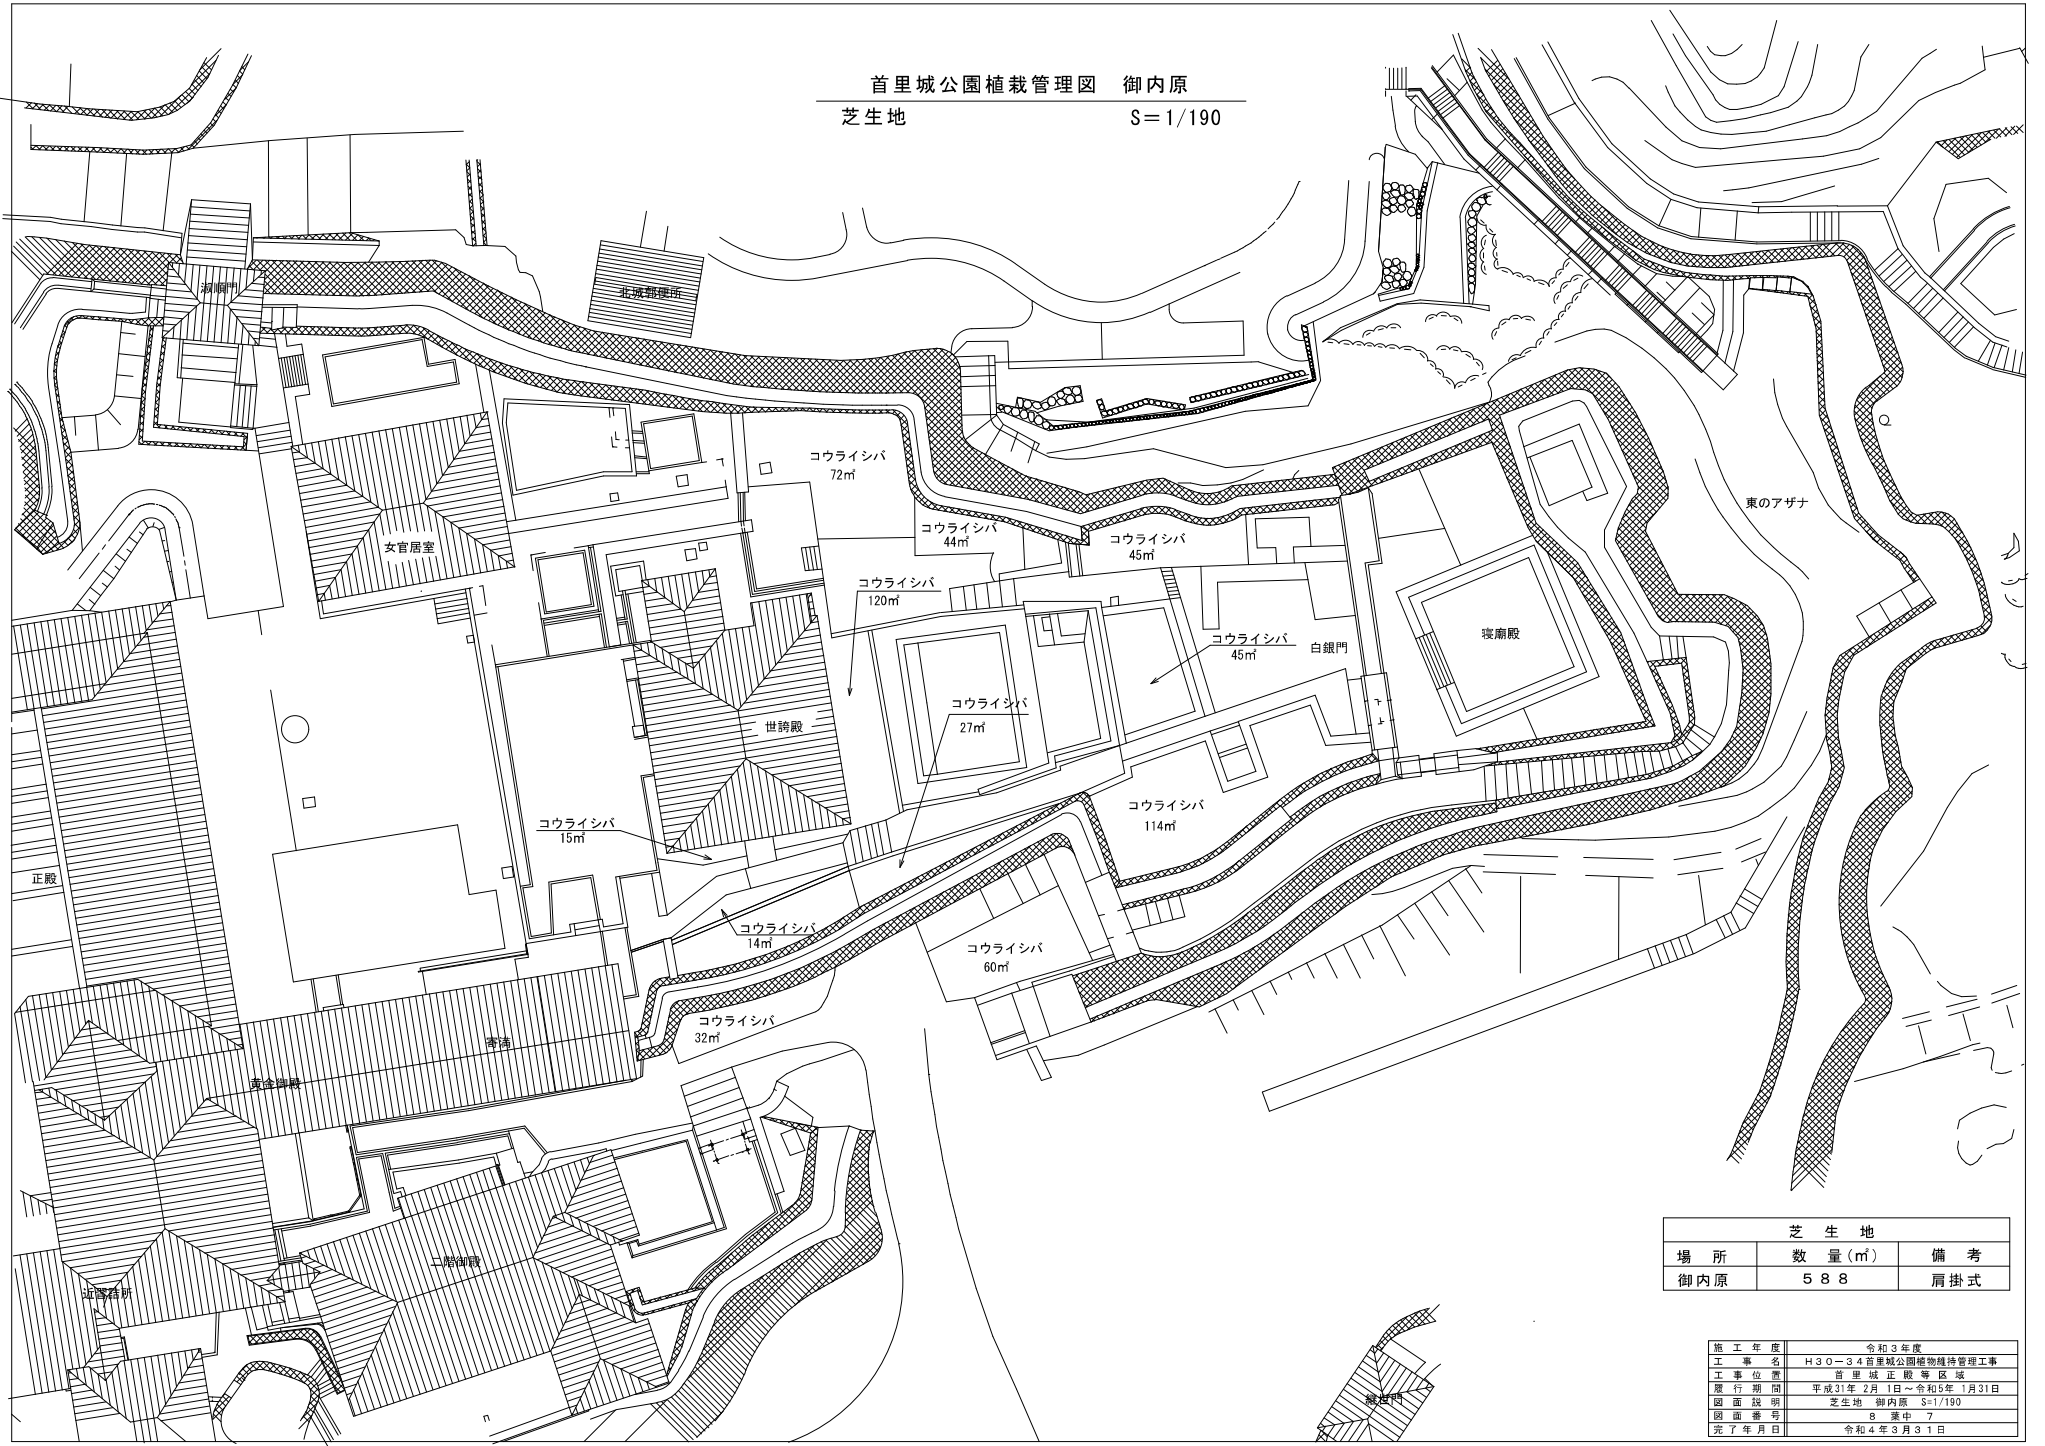 首里城公園植栽管理図　御内原
芝生地　S＝1/190
淑順門
北城郵便所
コウライシバ
72㎡
東のアザナ
コウライシバ
44㎡
コウライシバ
45㎡
女官居室
コウライシバ
120㎡
寝廟殿
コウライシバ
45㎡
白銀門
コウライシバ
27㎡
世誇殿
コウライシバ
114㎡
コウライシバ
15㎡
正殿
コウライシバ
14㎡
コウライシバ
60㎡
コウライシバ
32㎡
寄満
黄金御殿
二階御殿
近習詰所
継世門
芝　生　地
場　所　数　量(㎡)　備　考
御内原　５８８　肩掛式
施工年度　令和３年度
工事名　Ｈ３０－３４首里城公園植物維持管理工事
工事位置　首里城正殿等区域
履行期間　平成31年 2月 1日～令和5年 1月31日
図面説明　芝生地　御内原　S=1/190
図面番号　８　葉中　７
完了年月日　令和４年３月３１日